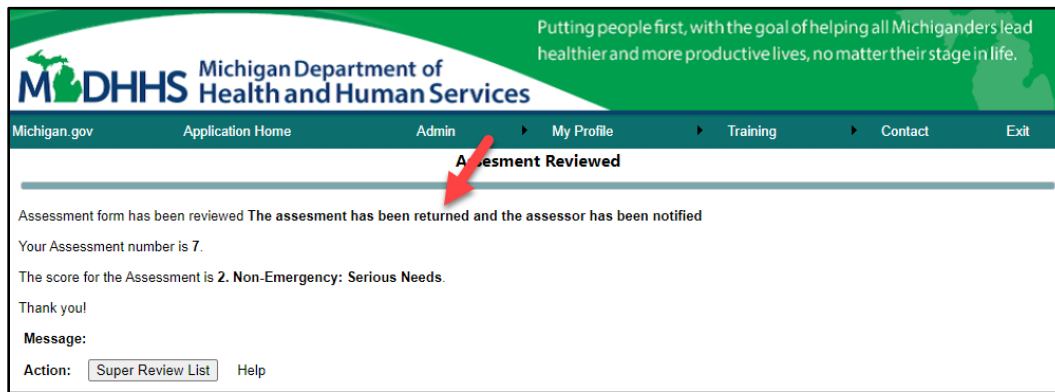 Putting people first, with the goal of helping all Michiganders lead
healthier and more productive lives, no matter their stage in life.
MDHHS Michigan Department of
Health and Human Services
Michigan.gov Application Home Admin My Profile Training Contact Exit
Assesment Reviewed
Assessment form has been reviewed The assesment has been returned and the assessor has been notified
Your Assessment number is 7.
The score for the Assessment is 2. Non-Emergency: Serious Needs.
Thank you!
Message:
Action: Super Review List Help